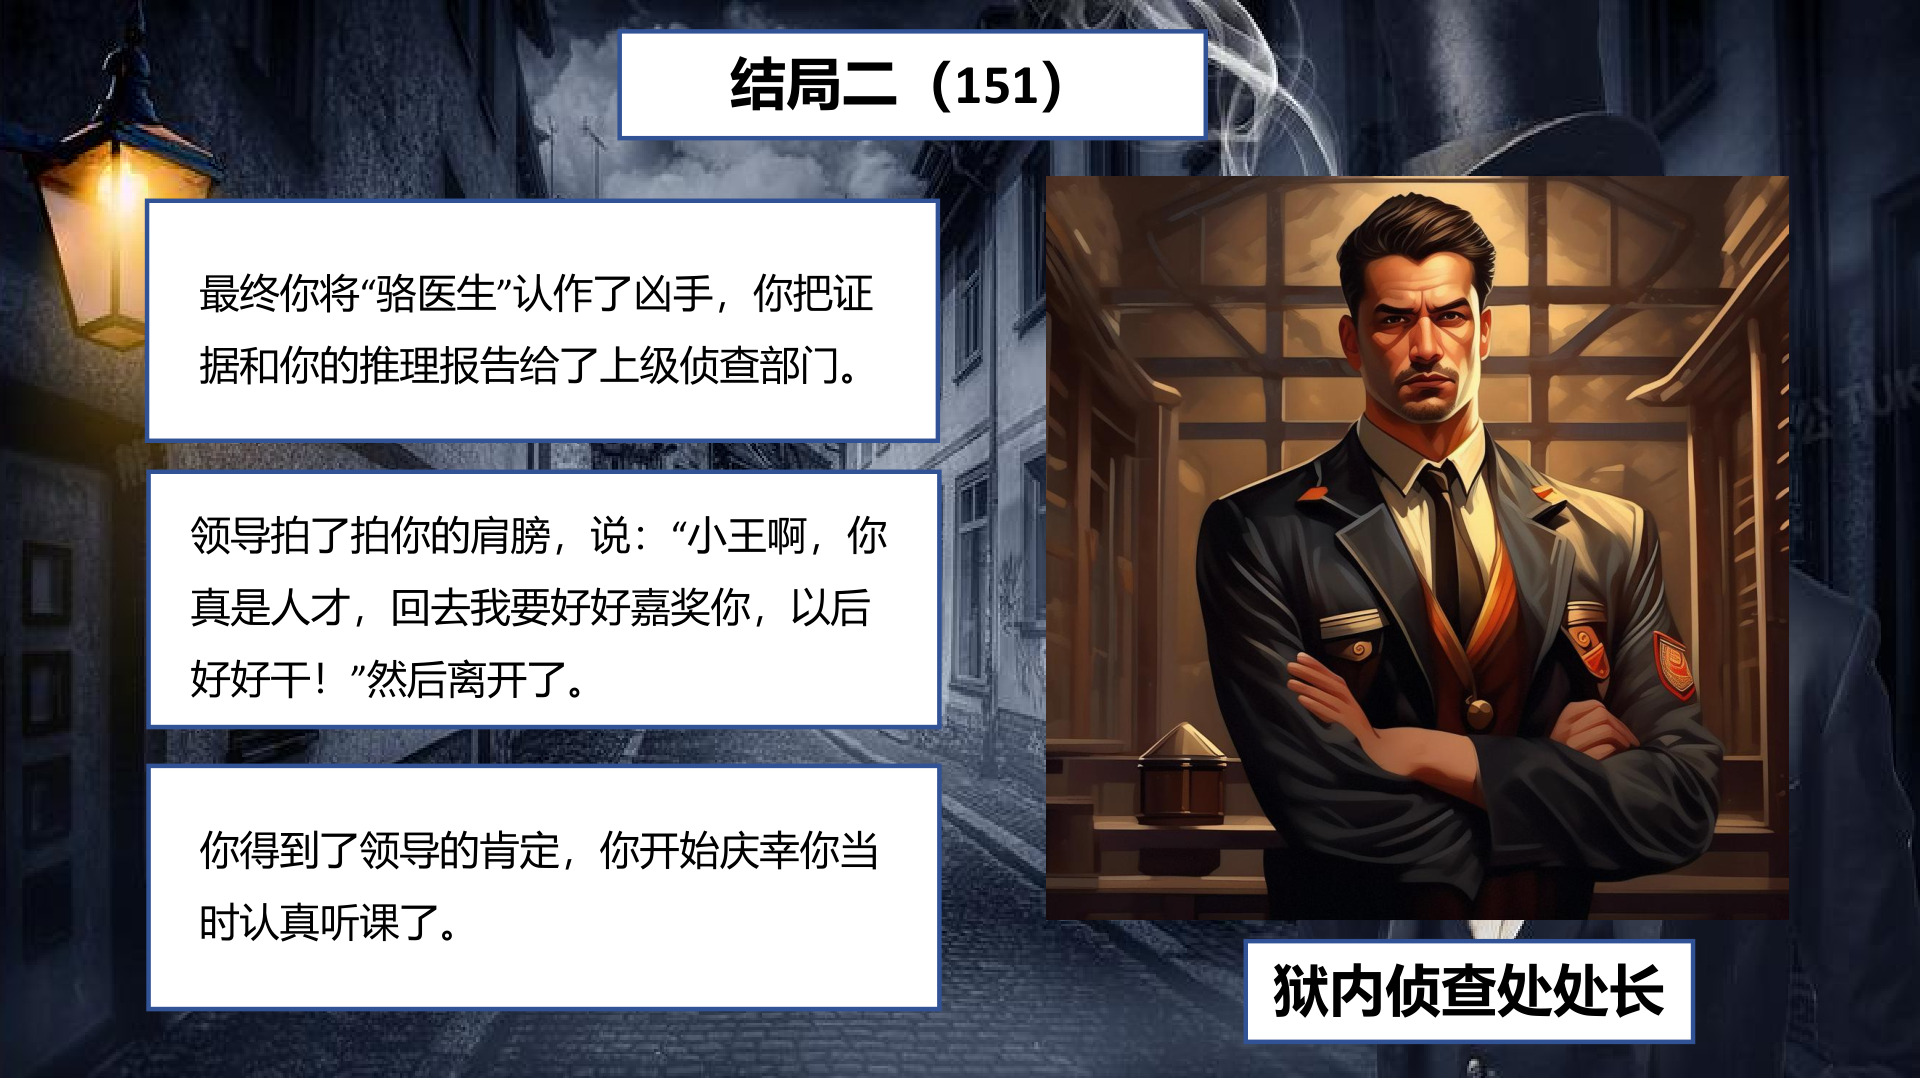 结局二（151）
最终你将“骆医生”认作了凶手，你把证
据和你的推理报告给了上级侦查部门。
领导拍了拍你的肩膀，说：“小王啊，你
真是人才，回去我要好好嘉奖你，以后
好好干！”然后离开了。
你得到了领导的肯定，你开始庆幸你当
时认真听课了。
狱内侦查处处长